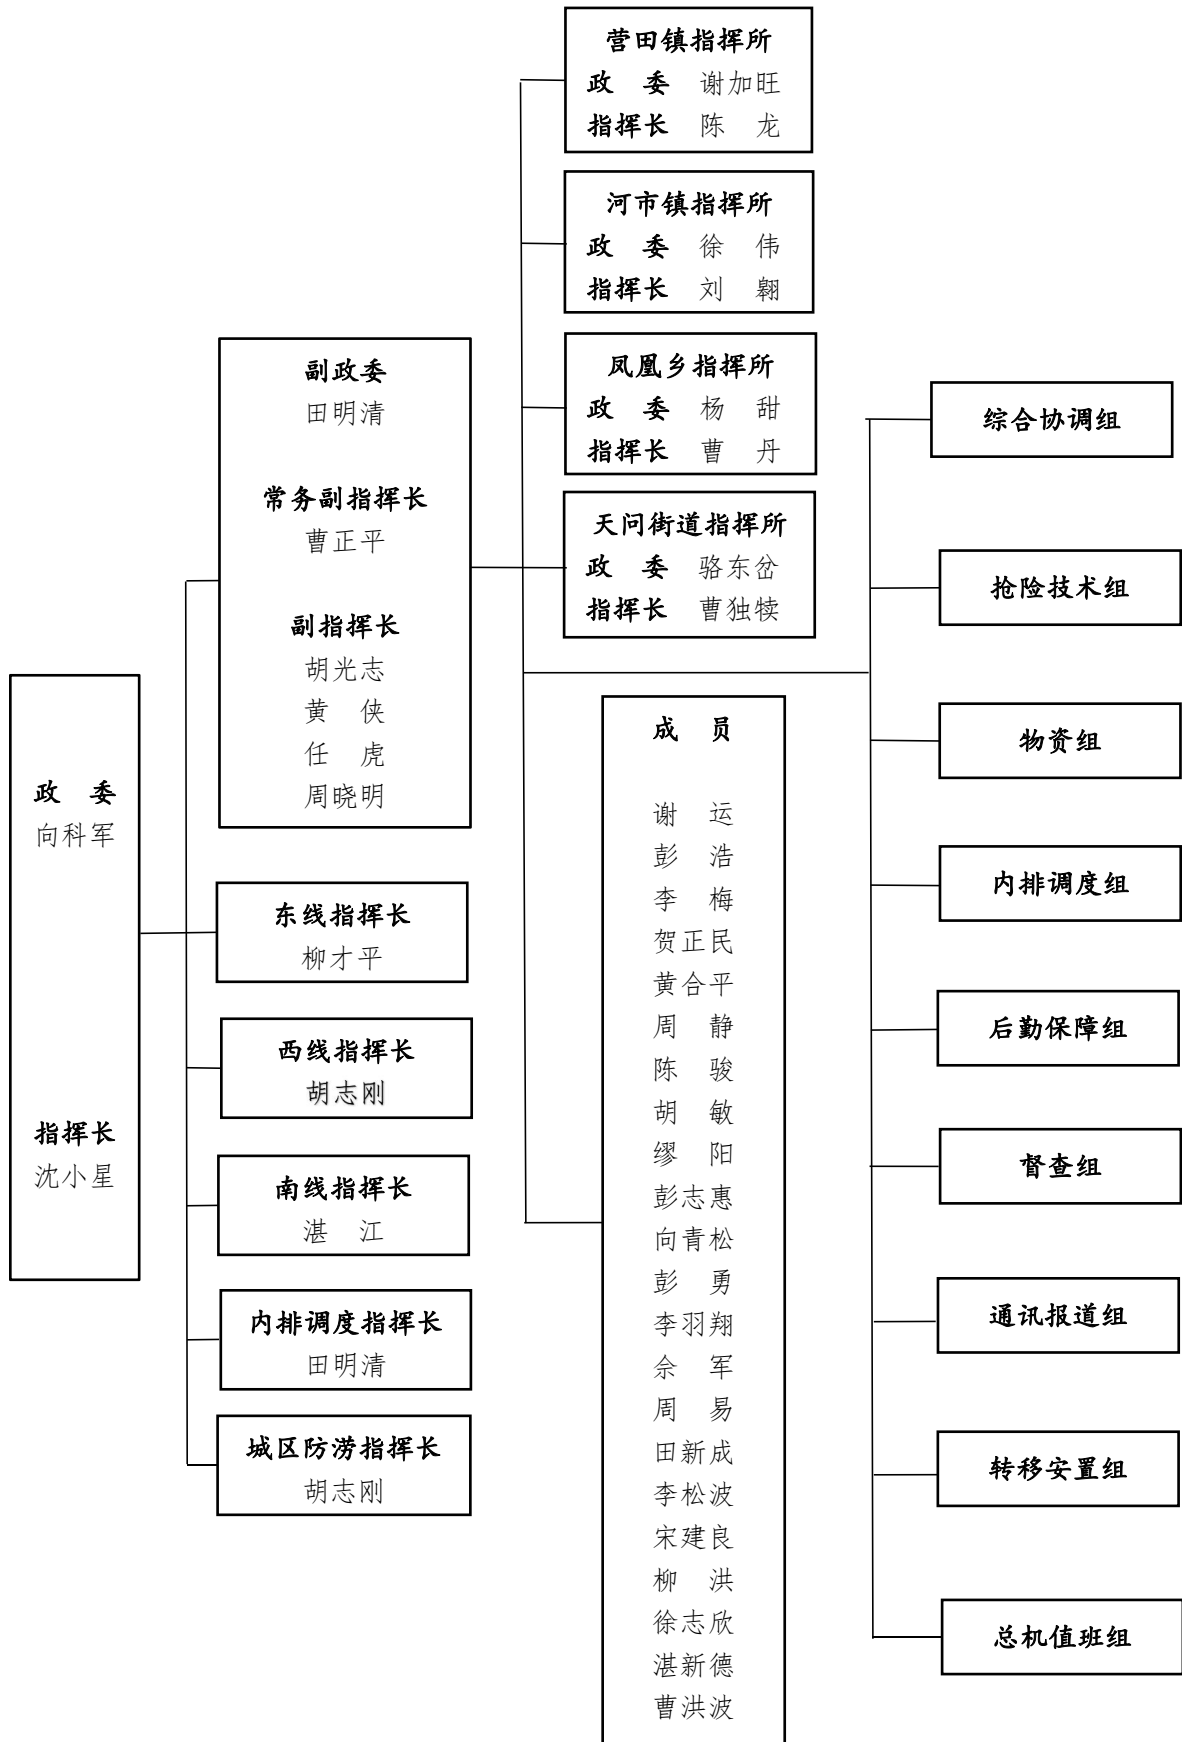 政　委
向科军
指挥长
沈小星
副政委
田明清
常务副指挥长
曹正平
副指挥长
胡光志
黄　侠
任　虎
周晓明
东线指挥长
柳才平
西线指挥长
胡志刚
南线指挥长
湛　江
内排调度指挥长
田明清
城区防涝指挥长
胡志刚
营田镇指挥所
政　委　谢加旺
指挥长　陈　龙
河市镇指挥所
政　委　徐　伟
指挥长　刘　翱
凤凰乡指挥所
政　委　杨　甜
指挥长　曹　丹
天问街道指挥所
政　委　骆东岔
指挥长　曹独犊
成　员
谢　运
彭　浩
李　梅
贺正民
黄合平
周　静
陈　骏
胡　敏
缪　阳
彭志惠
向青松
彭　勇
李羽翔
佘　军
周　易
田新成
李松波
宋建良
柳　洪
徐志欣
湛新德
曹洪波
综合协调组
抢险技术组
物资组
内排调度组
后勤保障组
督查组
通讯报道组
转移安置组
总机值班组